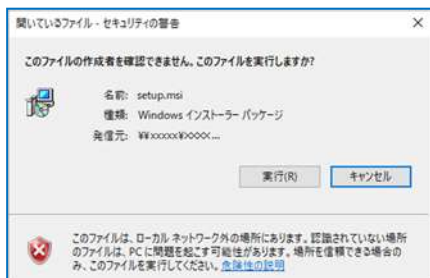 開いているファイル - セキュリティの警告
このファイルの作成者を確認できません。このファイルを実行しますか?
名前: setup.msi
種類: Windows インストーラー パッケージ
発信元: ¥¥xxxxx¥xxxx...
実行(R)
キャンセル
このファイルは、ローカル ネットワーク外の場所にあります。認識されていない場所
のファイルは、PC に問題を起こす可能性があります。場所を信頼できる場合の
み、このファイルを実行してください。危険性の説明